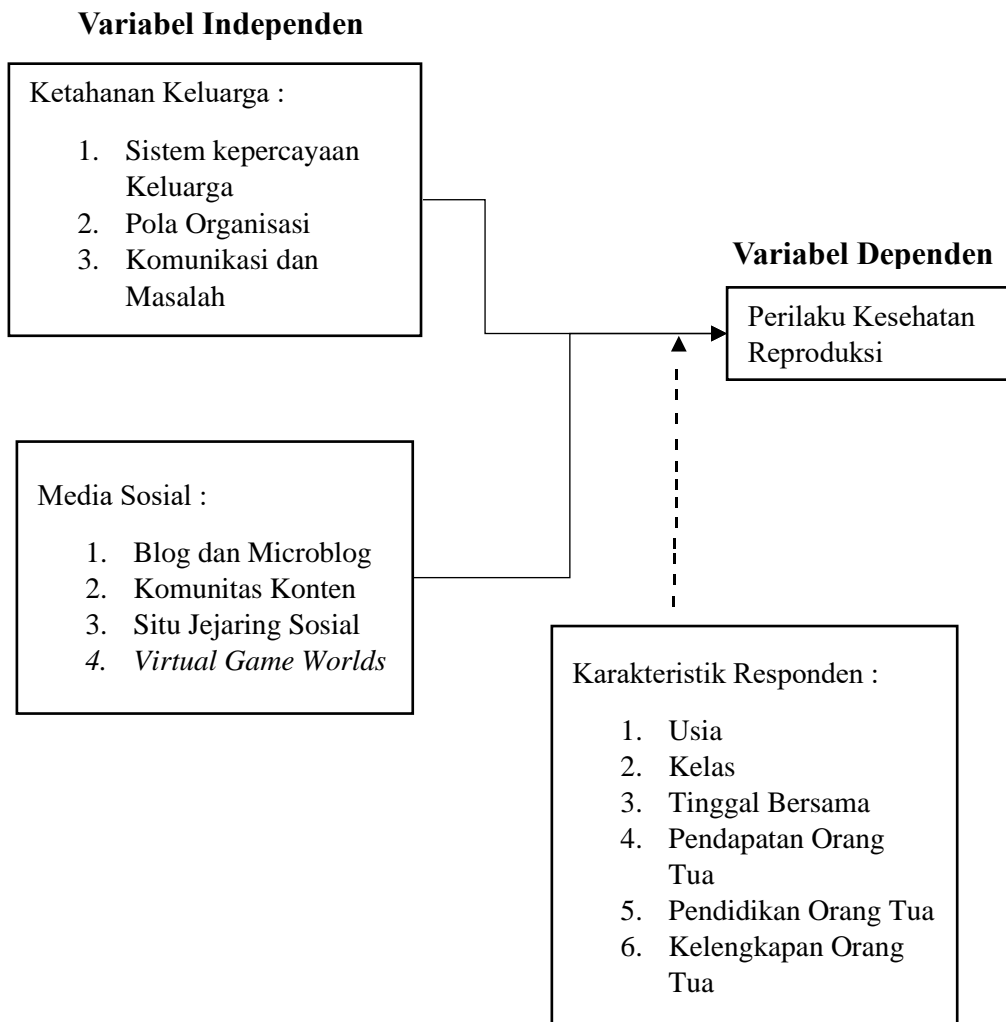 Variabel Independen
Ketahanan Keluarga :
1. Sistem kepercayaan
Keluarga
2. Pola Organisasi
3. Komunikasi dan
Masalah
Variabel Dependen
Perilaku Kesehatan
Reproduksi
Media Sosial :
1. Blog dan Microblog
2. Komunitas Konten
3. Situ Jejaring Sosial
4. Virtual Game Worlds
Karakteristik Responden :
1. Usia
2. Kelas
3. Tinggal Bersama
4. Pendapatan Orang
Tua
5. Pendidikan Orang Tua
6. Kelengkapan Orang
Tua